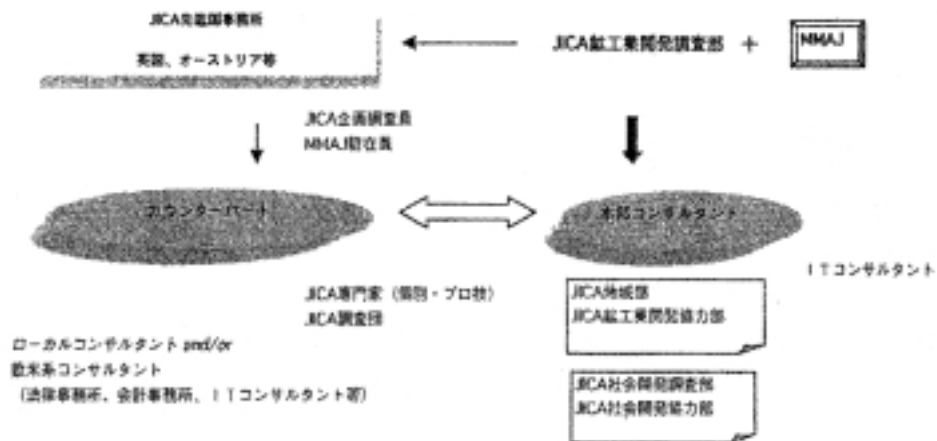 JICA先進国事務所
英国、オーストリア等
JICA鉱工業開発調査部 +
MMAJ
JICA企画調査員
MMAJ駐在員
カウンターパート
本邦コンサルタント
ITコンサルタント
JICA専門家（個別・プロ技）
JICA調査団
JICA地域部
JICA鉱工業開発協力部
ローカルコンサルタント and/or
欧米系コンサルタント
（法律事務所、会計事務所、ITコンサルタント等）
JICA社会開発調査部
JICA社会開発協力部